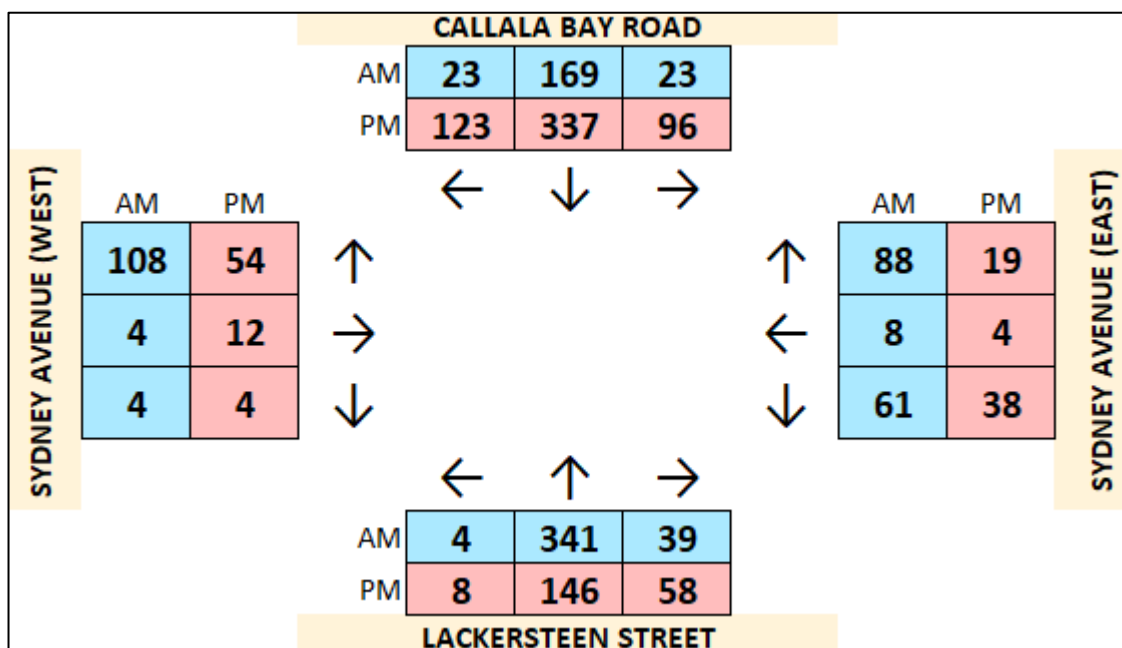 CALLALA BAY ROAD
AM 23 169 23
PM 123 337 96
← ↓ →
SYDNEY AVENUE (WEST)
AM PM
108 54 ↑
4 12 →
4 4 ↓
AM PM
↑ 88 19
← 8 4
↓ 61 38
SYDNEY AVENUE (EAST)
← ↑ →
AM 4 341 39
PM 8 146 58
LACKERSTEEN STREET